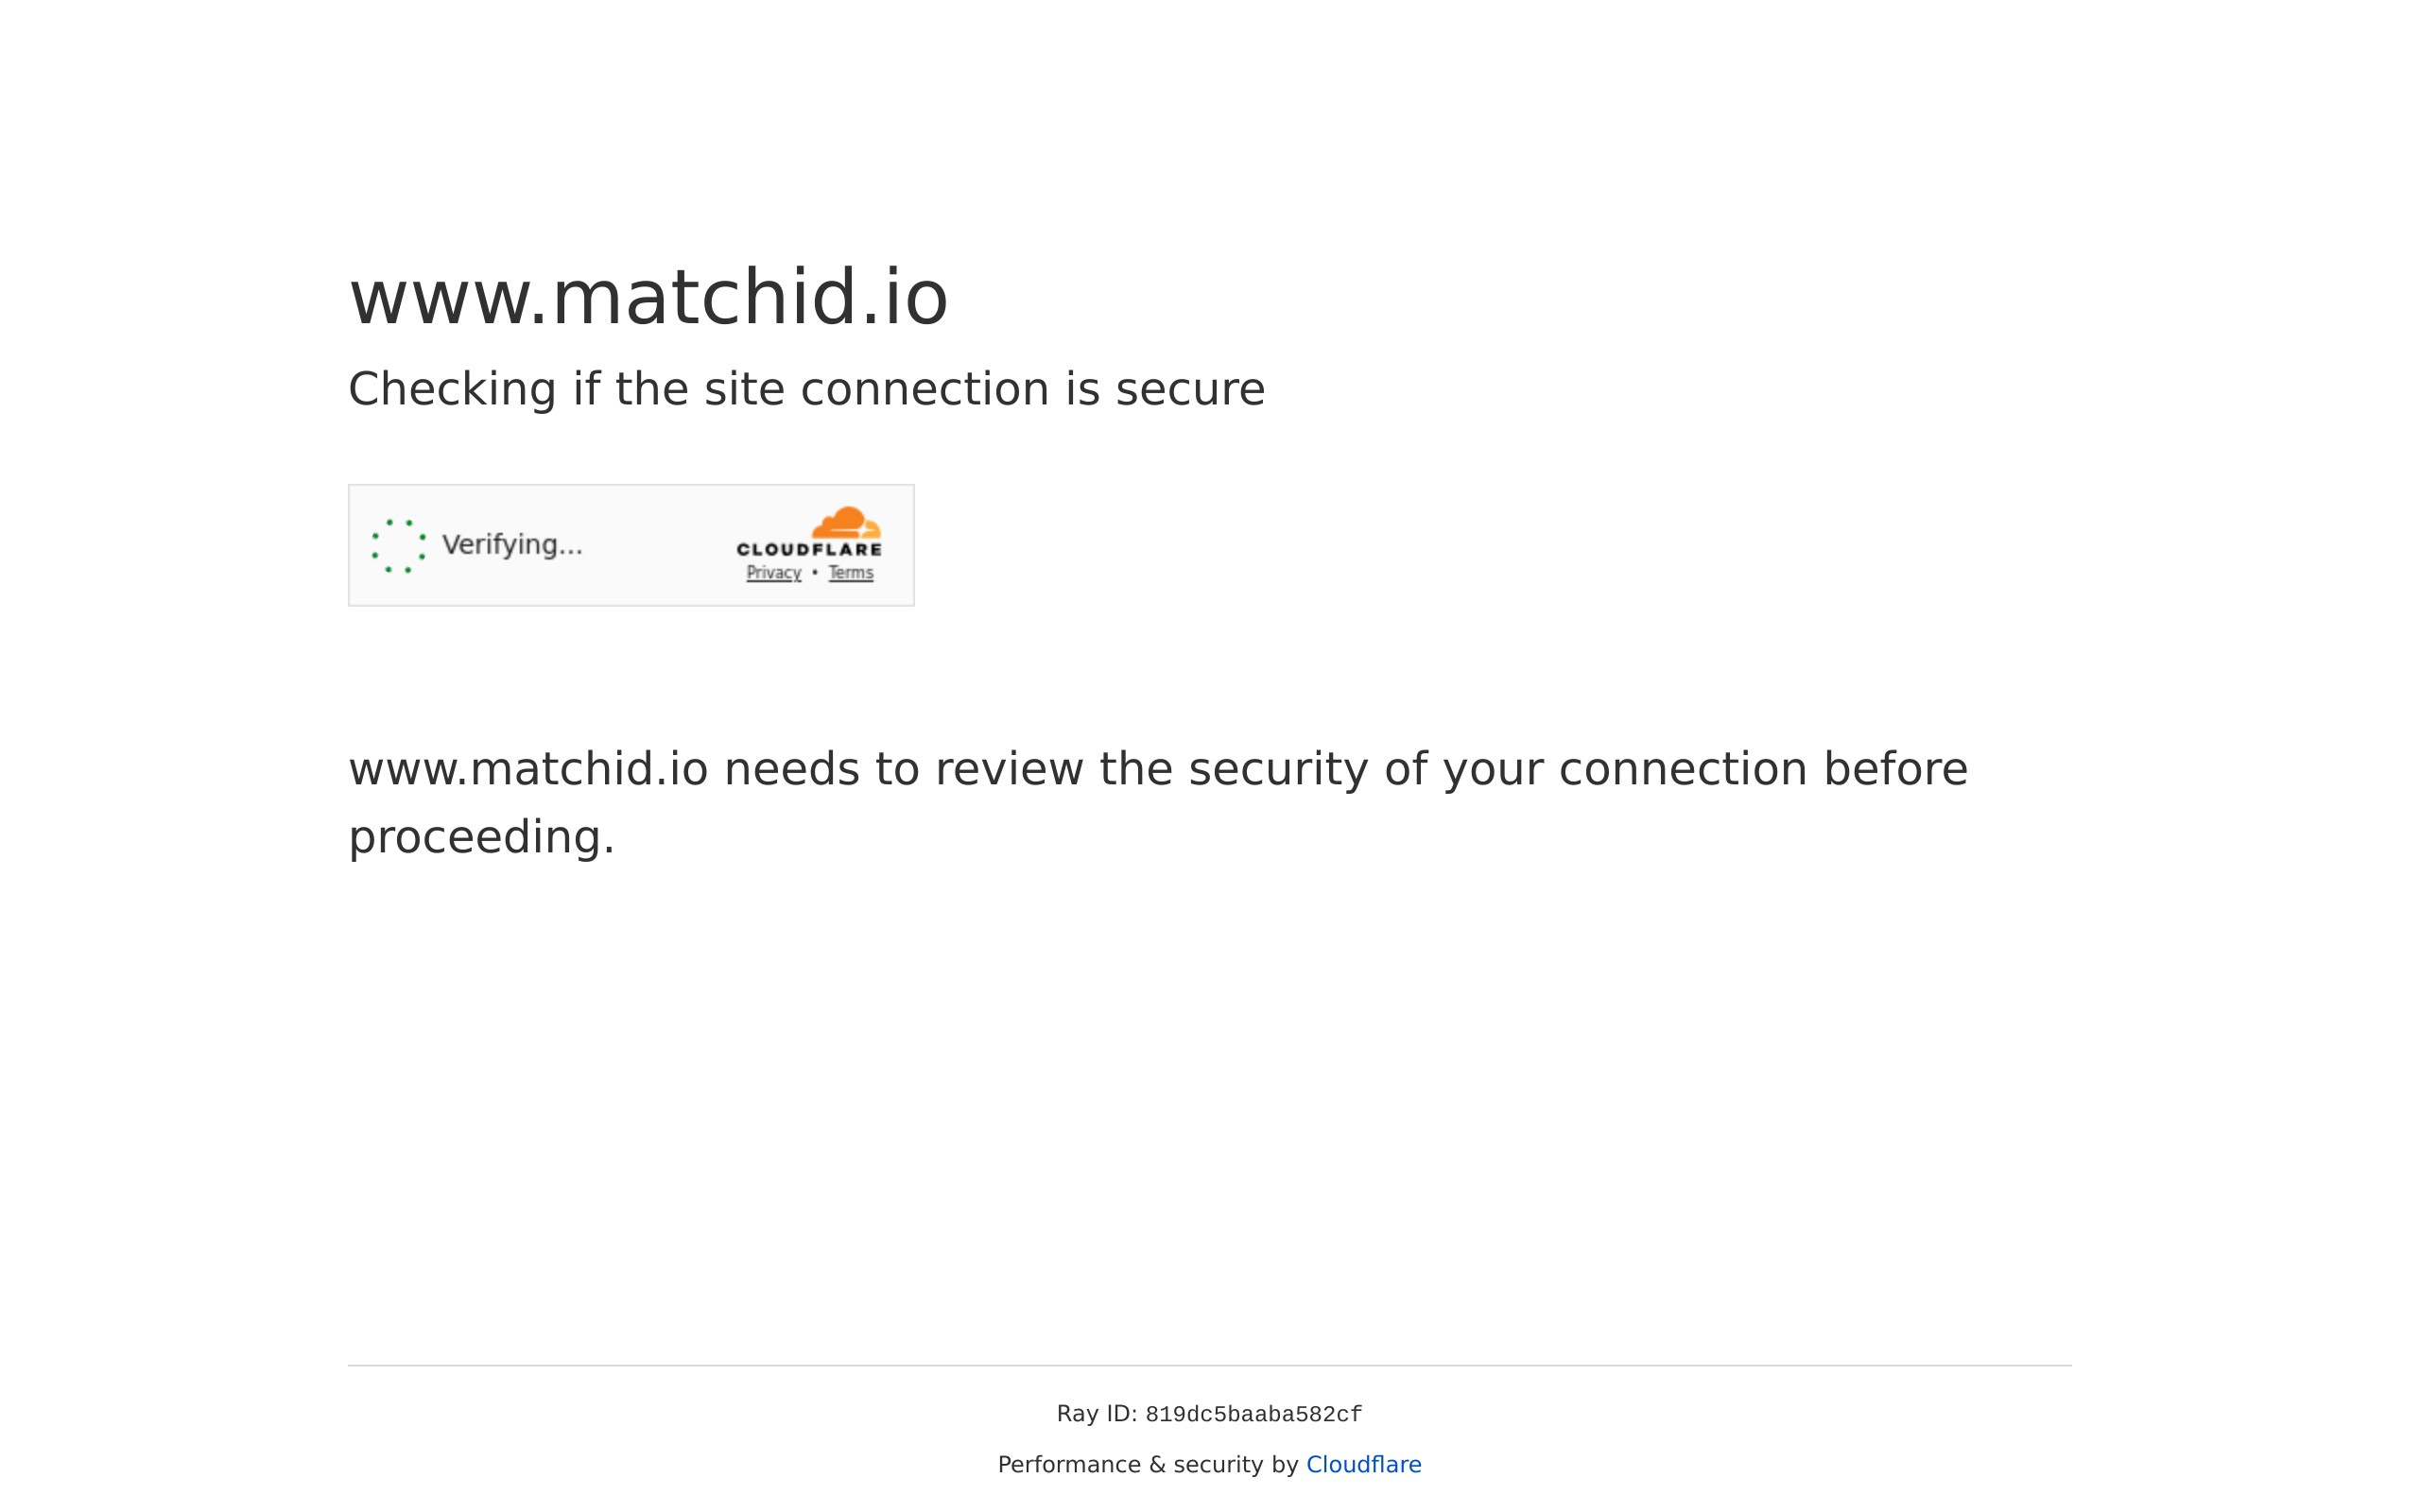 www.matchid.io
Checking if the site connection is secure
Verifying...
CLOUDFLARE
Privacy • Terms
www.matchid.io needs to review the security of your connection before
proceeding.
Ray ID: 819dc5baaba582cf
Performance & security by Cloudflare